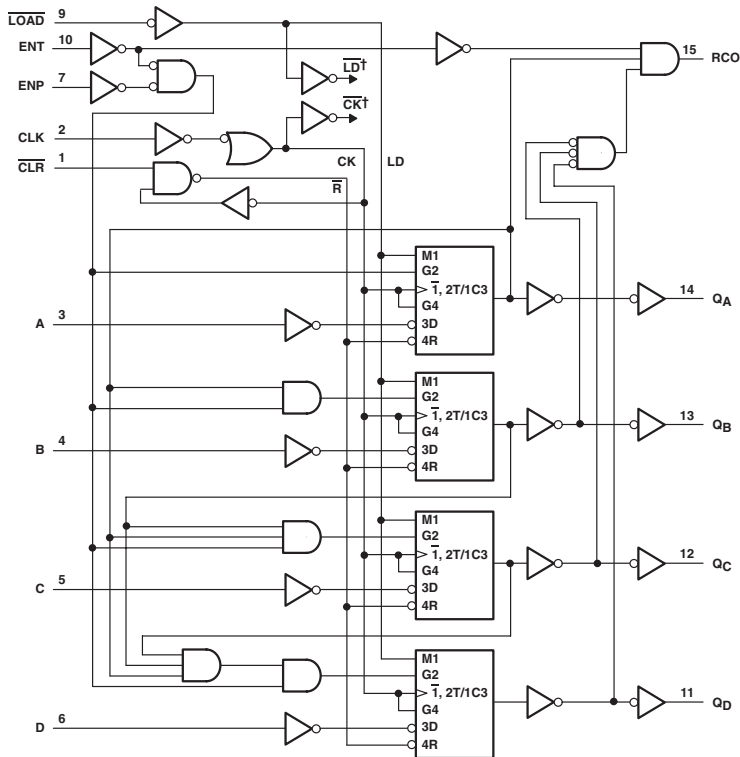 LOAD 9
ENT 10
15 RCO
LD†
ENP 7
CK†
CLK 2
CLR 1
CK LD
R
M1
G2
1, 2T/1C3
G4
14 QA
A 3
3D
4R
M1
G2
1, 2T/1C3
G4
13 QB
B 4
3D
4R
M1
G2
1, 2T/1C3
G4
12 QC
C 5
3D
4R
M1
G2
1, 2T/1C3
G4
11 QD
D 6
3D
4R